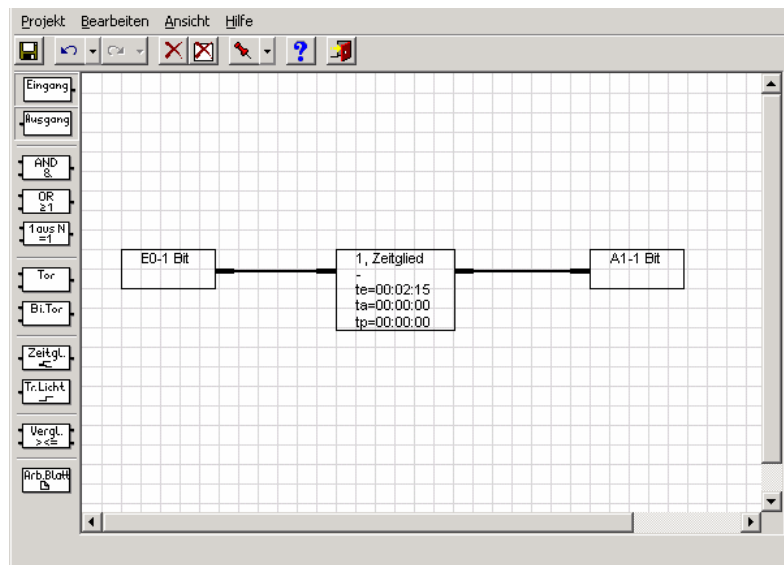 Projekt Bearbeiten Ansicht Hilfe
Eingang
Ausgang
AND
&
OR
≥1
1ausN
=1
Tor
Bi.Tor
Zeitgl.
Tr.Licht
Vergl.
><=
Arb.Blatt
E0-1 Bit
1, Zeitglied
-
te=00:02:15
ta=00:00:00
tp=00:00:00
A1-1 Bit